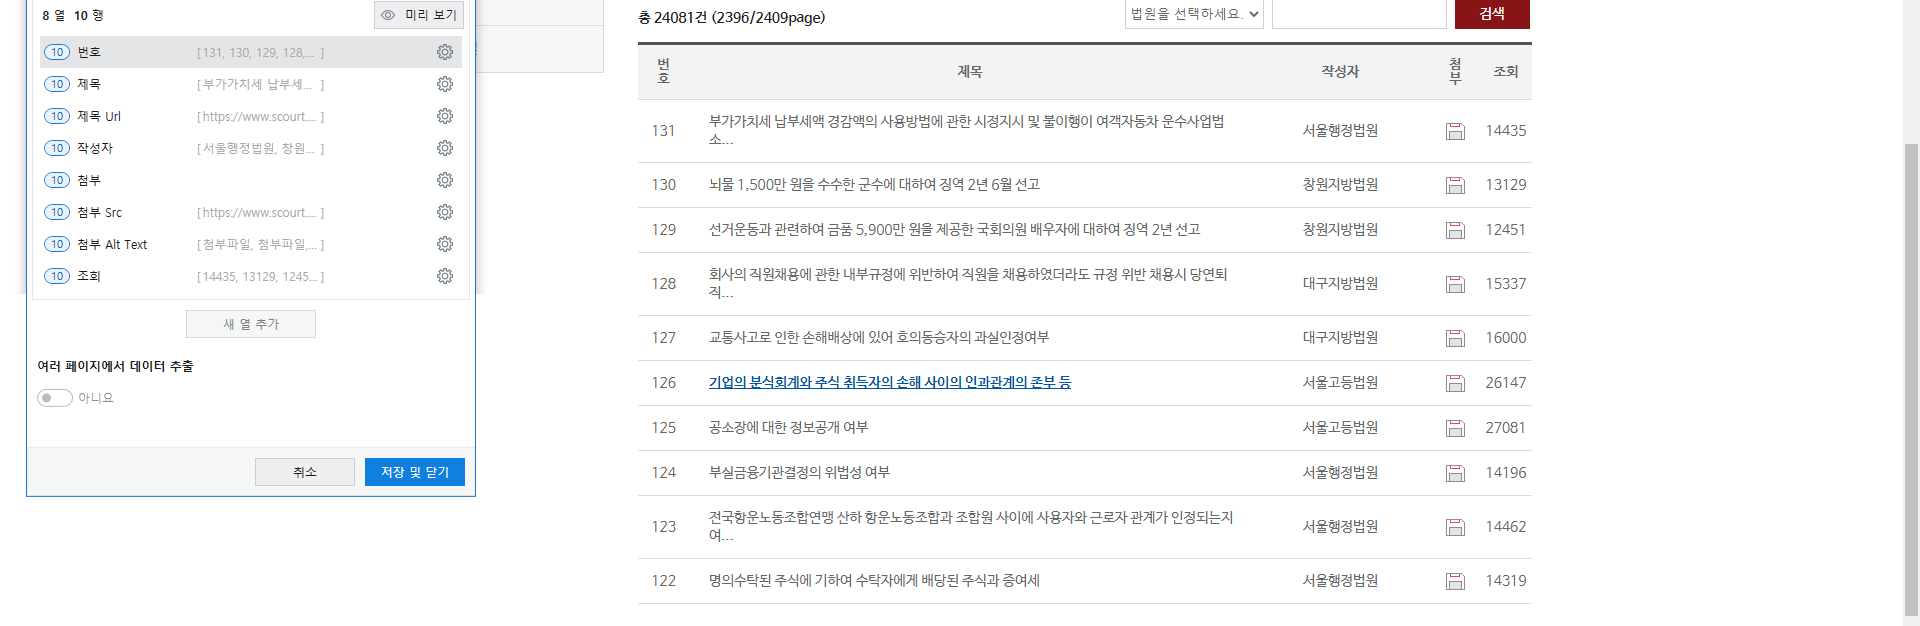 8 열 10 행
미리 보기
10 번호 [131, 130, 129, 128,... ]
10 제목 [부가가치세 납부세... ]
10 제목 Url [https://www.scourt.... ]
10 작성자 [서울행정법원, 창원... ]
10 첨부
10 첨부 Src [https://www.scourt.... ]
10 첨부 Alt Text [첨부파일, 첨부파일,... ]
10 조회 [14435, 13129, 1245... ]
새 열 추가
여러 페이지에서 데이터 추출
아니요
취소
저장 및 닫기
총 24081건 (2396/2409page)
법원을 선택하세요.
검색
번호 제목 작성자 첨부 조회
131 부가가치세 납부세액 경감액의 사용방법에 관한 시정지시 및 불이행이 여객자동차 운수사업법
소... 서울행정법원 14435
130 뇌물 1,500만 원을 수수한 군수에 대하여 징역 2년 6월 선고 창원지방법원 13129
129 선거운동과 관련하여 금품 5,900만 원을 제공한 국회의원 배우자에 대하여 징역 2년 선고 창원지방법원 12451
128 회사의 직원채용에 관한 내부규정에 위반하여 직원을 채용하였더라도 규정 위반 채용시 당연퇴
직... 대구지방법원 15337
127 교통사고로 인한 손해배상에 있어 호의동승자의 과실인정여부 대구지방법원 16000
126 기업의 분식회계와 주식 취득자의 손해 사이의 인과관계의 존부 등 서울고등법원 26147
125 공소장에 대한 정보공개 여부 서울고등법원 27081
124 부실금융기관결정의 위법성 여부 서울행정법원 14196
123 전국항운노동조합연맹 산하 항운노동조합과 조합원 사이에 사용자와 근로자 관계가 인정되는지
여... 서울행정법원 14462
122 명의수탁된 주식에 기하여 수탁자에게 배당된 주식과 증여세 서울행정법원 14319